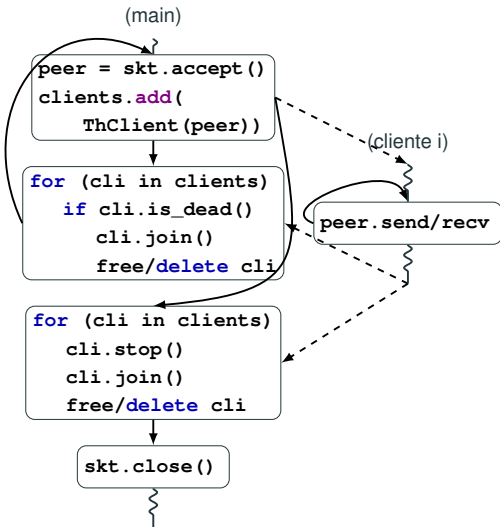 (main)
peer = skt.accept()
clients.add(
ThClient(peer))
(cliente i)
for (cli in clients)
if cli.is_dead()
cli.join()
free/delete cli
peer.send/recv
for (cli in clients)
cli.stop()
cli.join()
free/delete cli
skt.close()